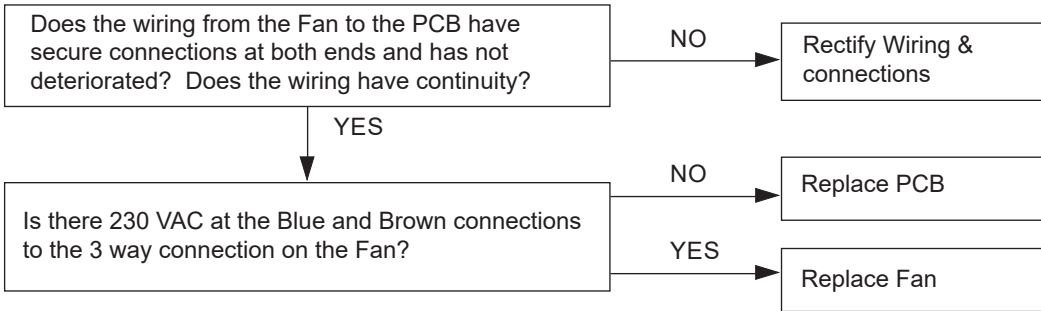 Does the wiring from the Fan to the PCB have
secure connections at both ends and has not
deteriorated? Does the wiring have continuity?
NO
Rectify Wiring &
connections
YES
Is there 230 VAC at the Blue and Brown connections
to the 3 way connection on the Fan?
NO
Replace PCB
YES
Replace Fan